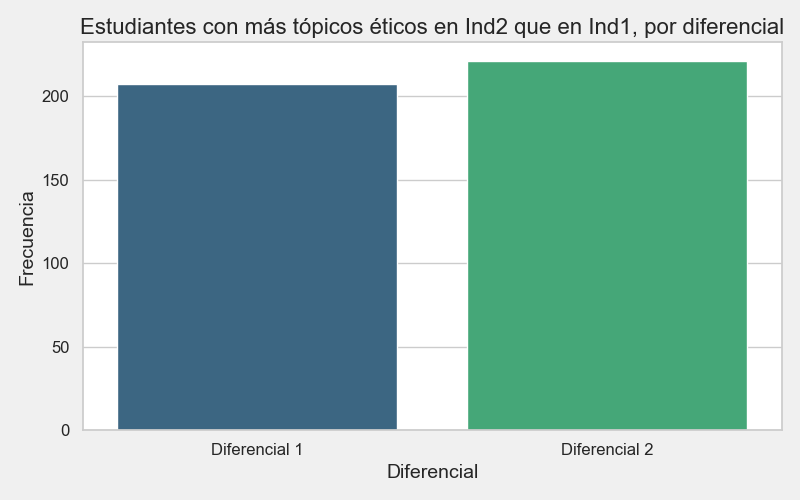 Estudiantes con más tópicos éticos en Ind2 que en Ind1, por diferencial
Frecuencia
200
150
100
50
0
Diferencial 1
Diferencial 2
Diferencial